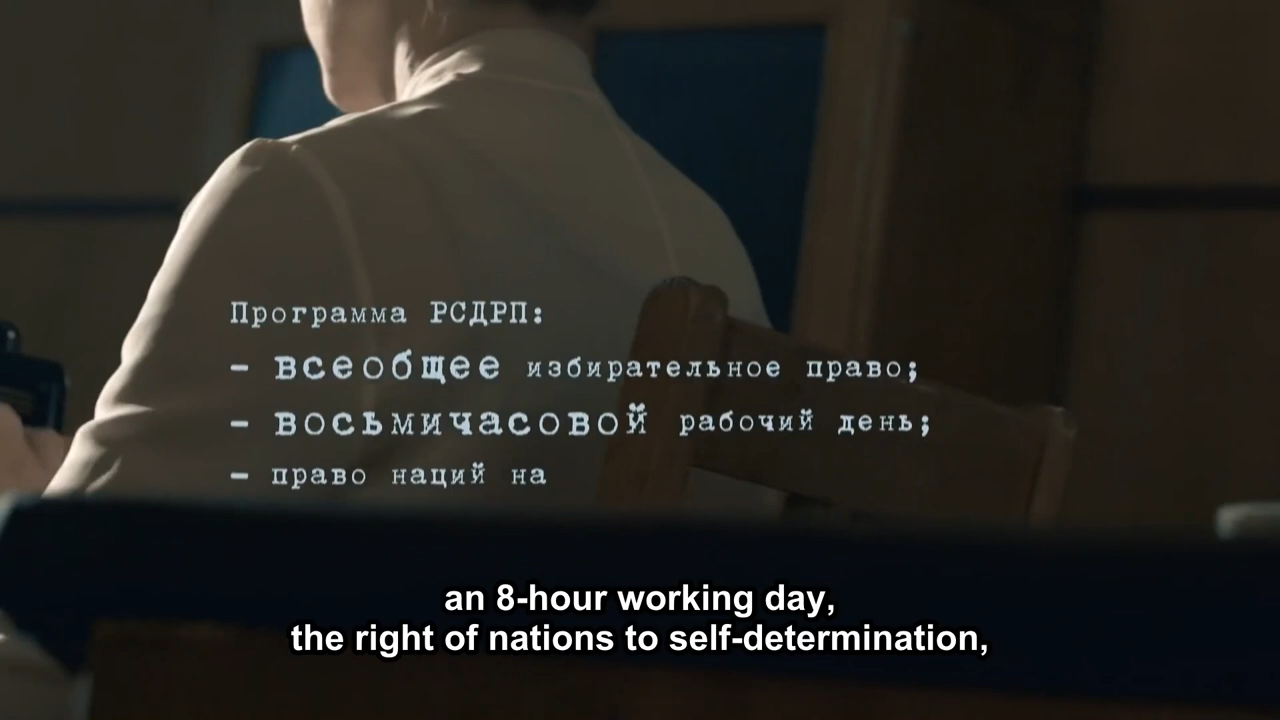 Программа РСДРП:
- всеобщее избирательное право;
- восьмичасовой рабочий день;
- право наций на
an 8-hour working day,
the right of nations to self-determination,